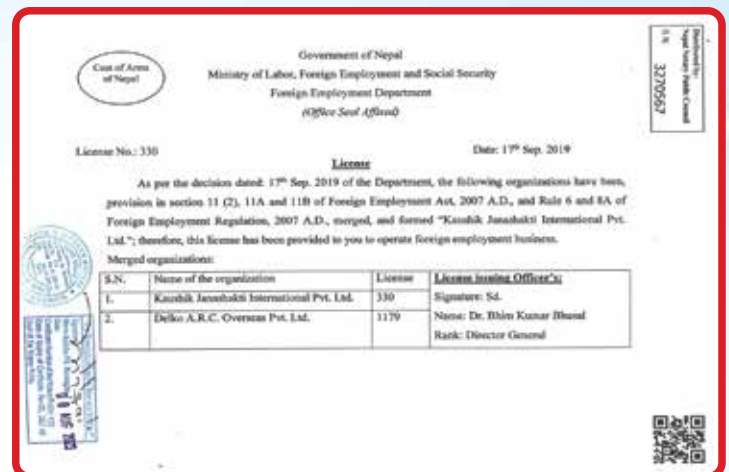 Coat of Arms
of Nepal
Government of Nepal
Ministry of Labor, Foreign Employment and Social Security
Foreign Employment Department
(Office Seal Affixed)
Distributed by:
Nepal Notary Public Council
S.N.
3270567
License No.: 330
Date: 17th Sep. 2019
License
As per the decision dated: 17th Sep. 2019 of the Department, the following organizations have been,
provision in section 11 (2), 11A and 11B of Foreign Employment Act, 2007 A.D., and Rule 6 and 8A of
Foreign Employment Regulation, 2007 A.D., merged, and formed "Kaushik Janashakti International Pvt.
Ltd."; therefore, this license has been provided to you to operate foreign employment business.
Merged organizations:
S.N. Name of the organization License License issuing Officer's:
1. Kaushik Janashakti International Pvt. Ltd. 330 Signature: Sd.
2. Delko A.R.C. Overseas Pvt. Ltd. 1179 Name: Dr. Bhim Kumar Bhusal
Rank: Director General